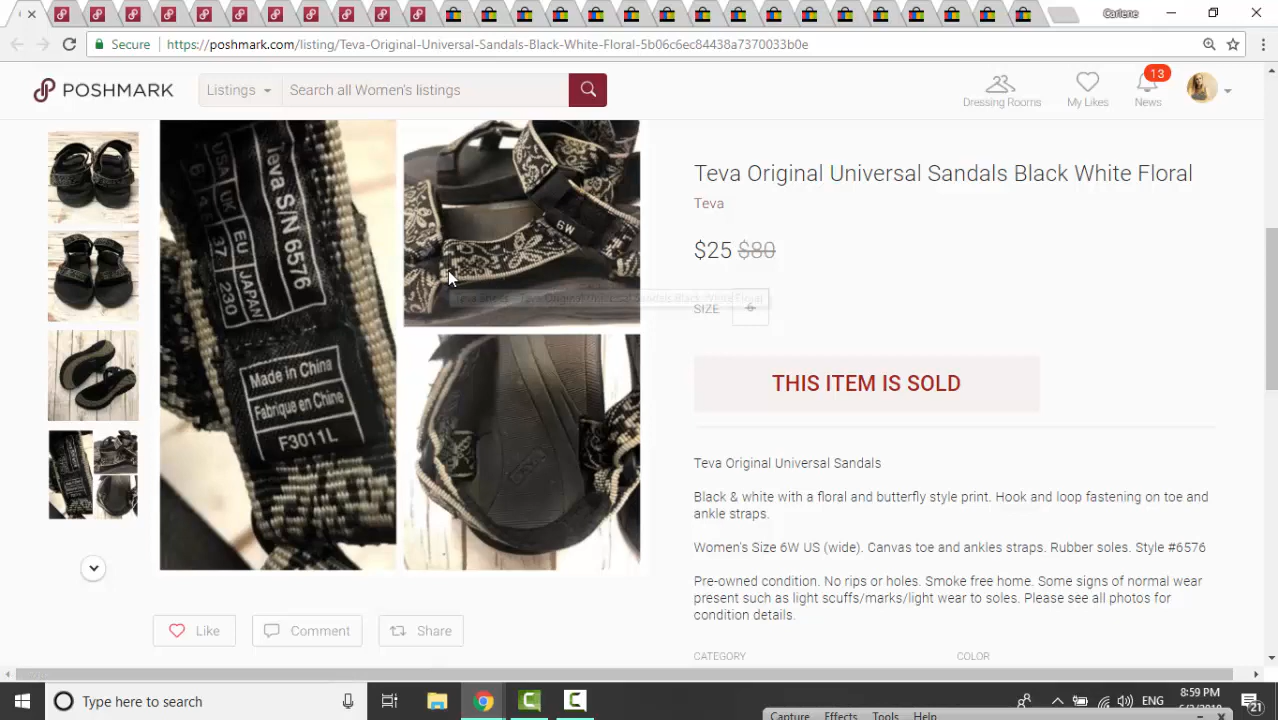 Carlene
Secure https://poshmark.com/listing/Teva-Original-Universal-Sandals-Black-White-Floral-5b06c6ec84438a7370033b0e
POSHMARK
Listings
Search all Women's listings
Dressing Rooms
My Likes
13
News
Teva S/N 6576
USA UK EU JAPAN
37 230
Made in China
Fabrique en Chine
F3011L
6W
Teva Original Universal Sandals Black White Floral
Teva
$25 $80
SIZE 6
THIS ITEM IS SOLD
Teva Original Universal Sandals
Black & white with a floral and butterfly style print. Hook and loop fastening on toe and
ankle straps.
Women's Size 6W US (wide). Canvas toe and ankles straps. Rubber soles. Style #6576
Pre-owned condition. No rips or holes. Smoke free home. Some signs of normal wear
present such as light scuffs/marks/light wear to soles. Please see all photos for
condition details.
CATEGORY
COLOR
Like
Comment
Share
Type here to search
ENG
8:59 PM
21
Capture Effects Tools Help